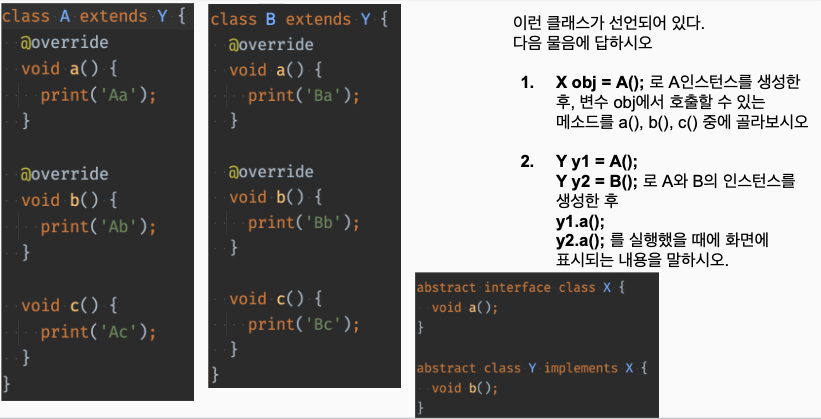 class A extends Y {
@override
void a() {
print('Aa');
}
@override
void b() {
print('Ab');
}
void c() {
print('Ac');
}
}
class B extends Y {
@override
void a() {
print('Ba');
}
@override
void b() {
print('Bb');
}
void c() {
print('Bc');
}
}
이런 클래스가 선언되어 있다.
다음 물음에 답하시오
1. X obj = A(); 로 A인스턴스를 생성한
후, 변수 obj에서 호출할 수 있는
메소드를 a(), b(), c() 중에 골라보시오
2. Y y1 = A();
Y y2 = B(); 로 A와 B의 인스턴스를
생성한 후
y1.a();
y2.a(); 를 실행했을 때에 화면에
표시되는 내용을 말하시오.
abstract interface class X {
void a();
}
abstract class Y implements X {
void b();
}